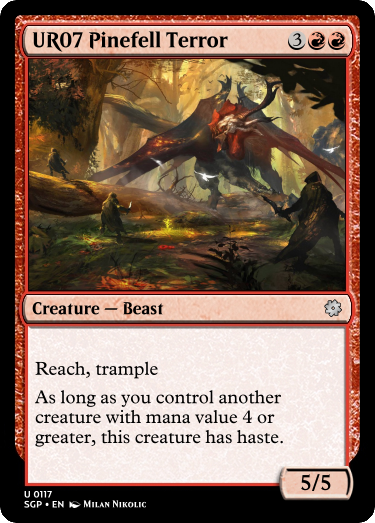 UR07 Pinefell Terror 3
Creature — Beast
Reach, trample
As long as you control another
creature with mana value 4 or
greater, this creature has haste.
5/5
U 0117
SGP • EN Milan Nikolic